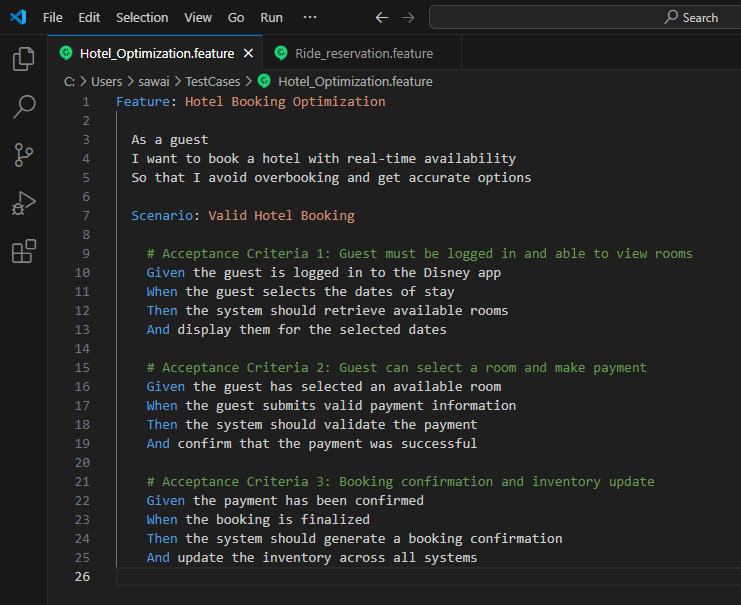 File Edit Selection View Go Run ··· ← → Search
Hotel_Optimization.feature × Ride_reservation.feature
C: > Users > sawai > TestCases > Hotel_Optimization.feature
1 Feature: Hotel Booking Optimization
2
3 As a guest
4 I want to book a hotel with real-time availability
5 So that I avoid overbooking and get accurate options
6
7 Scenario: Valid Hotel Booking
8
9 # Acceptance Criteria 1: Guest must be logged in and able to view rooms
10 Given the guest is logged in to the Disney app
11 When the guest selects the dates of stay
12 Then the system should retrieve available rooms
13 And display them for the selected dates
14
15 # Acceptance Criteria 2: Guest can select a room and make payment
16 Given the guest has selected an available room
17 When the guest submits valid payment information
18 Then the system should validate the payment
19 And confirm that the payment was successful
20
21 # Acceptance Criteria 3: Booking confirmation and inventory update
22 Given the payment has been confirmed
23 When the booking is finalized
24 Then the system should generate a booking confirmation
25 And update the inventory across all systems
26